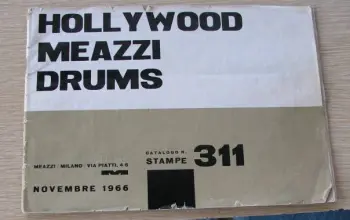 HOLLYWOOD
MEAZZI
DRUMS
CATALOGO N.
STAMPE 311
MEAZZI / MILANO / VIA PIATTI, 4-6
NOVEMBRE 1966